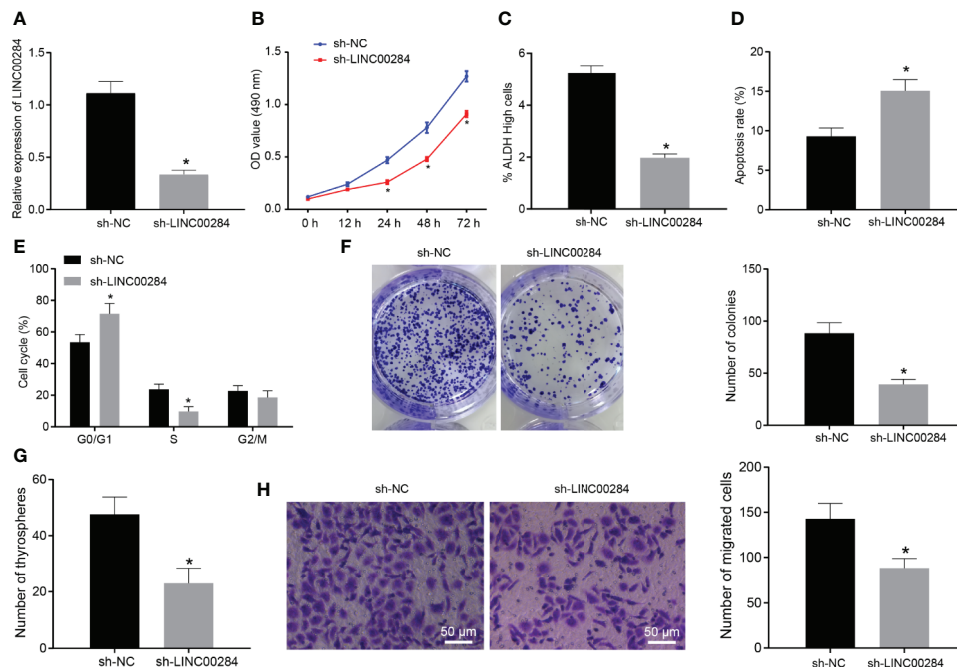 A
Relative expression of LINC00284
1.5
1.0
0.5
0.0
sh-NC
sh-LINC00284
*
B
sh-NC
sh-LINC00284
OD value (490 nm)
1.5
1.0
0.5
0.0
0 h
12 h
24 h
48 h
72 h
*
*
*
C
% ALDH High cells
6
4
2
0
sh-NC
sh-LINC00284
*
D
Apoptosis rate (%)
20
15
10
5
0
sh-NC
sh-LINC00284
*
E
sh-NC
sh-LINC00284
Cell cycle (%)
100
80
60
40
20
0
G0/G1
S
G2/M
*
*
F
sh-NC
sh-LINC00284
Number of colonies
150
100
50
0
sh-NC
sh-LINC00284
*
G
Number of thyrospheres
60
40
20
0
sh-NC
sh-LINC00284
*
H
sh-NC
sh-LINC00284
50 µm
50 µm
Number of migrated cells
200
150
100
50
0
sh-NC
sh-LINC00284
*